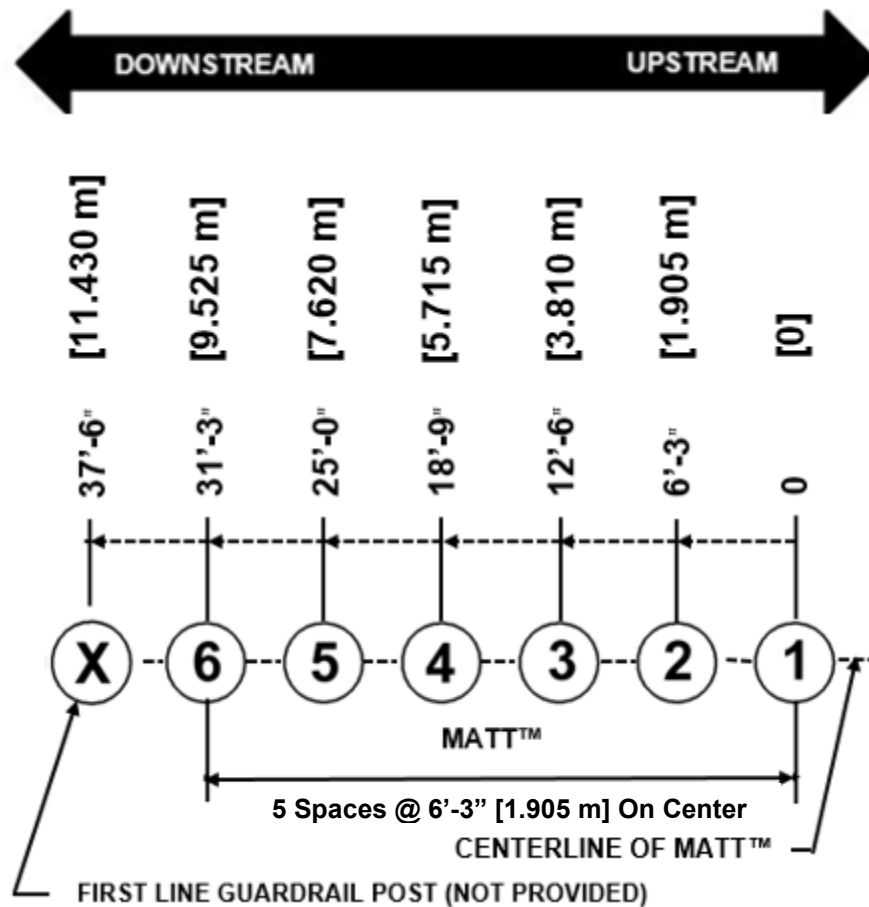 DOWNSTREAM UPSTREAM
[11.430 m] [9.525 m] [7.620 m] [5.715 m] [3.810 m] [1.905 m] [0]
37'-6" 31'-3" 25'-0" 18'-9" 12'-6" 6'-3" 0
X 6 5 4 3 2 1
MATT™
5 Spaces @ 6'-3” [1.905 m] On Center
CENTERLINE OF MATT™
FIRST LINE GUARDRAIL POST (NOT PROVIDED)